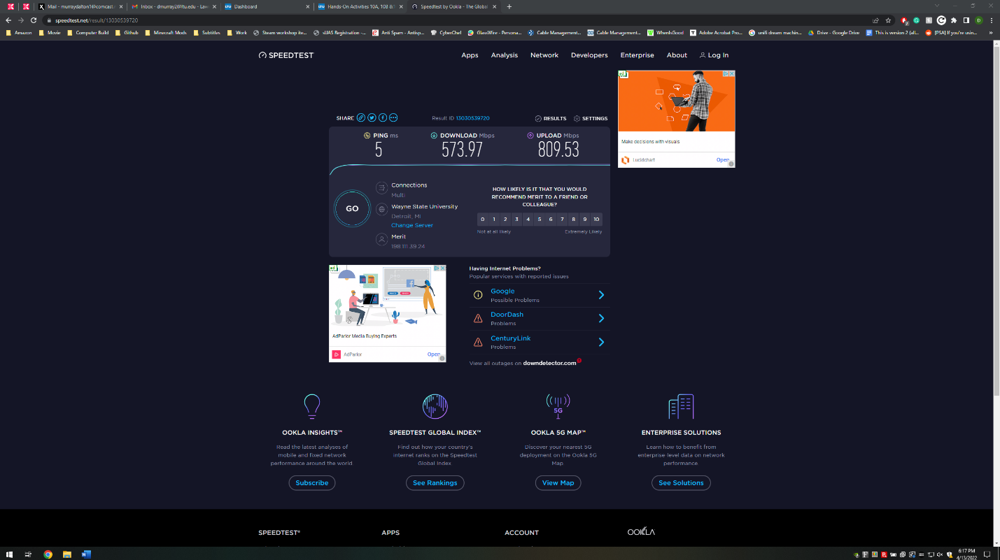 Mail - murraydalton1@comcast.
Inbox - dmurray2@ltu.edu - Law
Dashboard
Hands-On Activities 10A, 10B &
Speedtest by Ookla - The Global
speedtest.net/result/13030539720
Amazon
Movie
Computer Build
Github
Minecraft Mods
Subtitles
Work
Steam workshop ite...
sUAS Registration -...
Anti Spam - Antisp...
CyberChef
GlassWire - Persona...
Cable Management...
Cable Management...
WhenIsGood
Adobe Acrobat Pro...
unifi dream machin...
Drive - Google Drive
This is version 2 (all...
[PSA] If you're usin...
SPEEDTEST
Apps
Analysis
Network
Developers
Enterprise
About
Log In
SHARE
Result ID 13030539720
RESULTS
SETTINGS
PING ms
5
DOWNLOAD Mbps
573.97
UPLOAD Mbps
809.53
GO
Connections
Multi
Wayne State University
Detroit, MI
Change Server
Merit
198.111.39.24
HOW LIKELY IS IT THAT YOU WOULD
RECOMMEND MERIT TO A FRIEND OR
COLLEAGUE?
0 1 2 3 4 5 6 7 8 9 10
Not at all likely
Extremely Likely
ad
Make decisions with visuals
Lucidchart
Open
ad
AdParlor Media Buying Experts
AdParlor
Open
Having Internet Problems?
Popular services with reported issues
Google
Possible Problems
DoorDash
Problems
CenturyLink
Problems
View all outages on downdetector.com
OOKLA INSIGHTS™
Read the latest analyses of
mobile and fixed network
performance around the world.
Subscribe
SPEEDTEST GLOBAL INDEX™
Find out how your country's
internet ranks on the Speedtest
Global Index.
See Rankings
5G
OOKLA 5G MAP™
Discover your nearest 5G
deployment on the Ookla 5G
Map.
View Map
ENTERPRISE SOLUTIONS
Learn how to benefit from
enterprise level data on network
performance.
See Solutions
SPEEDTEST®
APPS
ACCOUNT
OOKLA
6:17 PM
4/13/2022